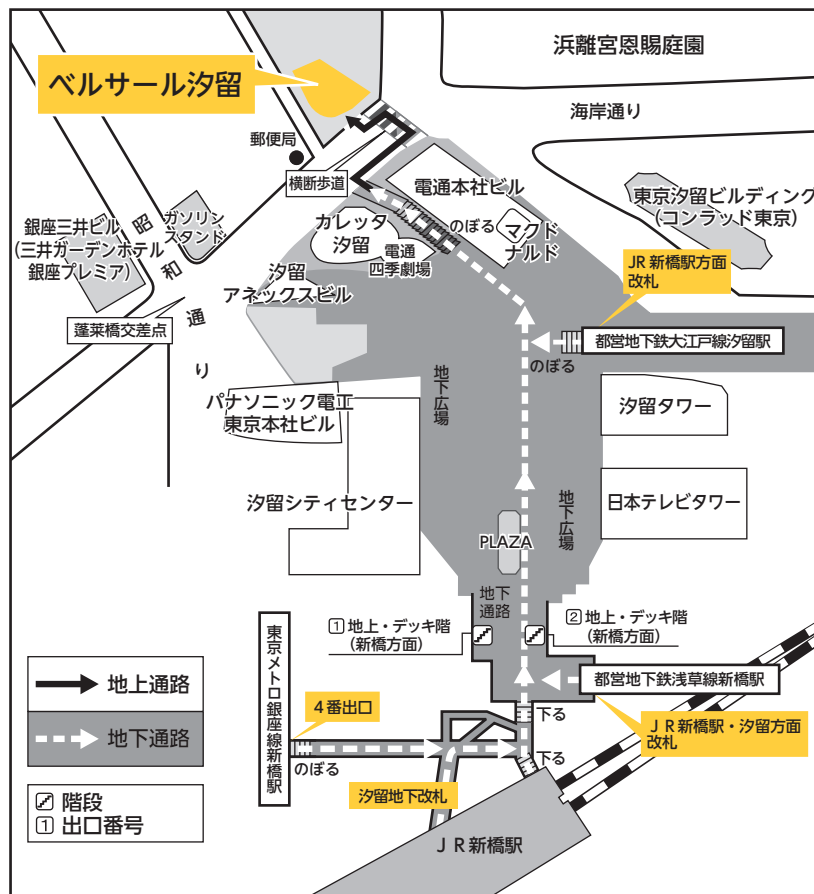 浜離宮恩賜庭園
ベルサール汐留
海岸通り
郵便局
横断歩道
電通本社ビル
東京汐留ビルディング
(コンラッド東京)
ガソリン
スタンド
カレッタ
汐留
のぼる
マクド
ナルド
銀座三井ビル
(三井ガーデンホテル
銀座プレミア)
昭和通り
電通
四季劇場
JR新橋駅方面
改札
汐留
アネックスビル
蓬莱橋交差点
都営地下鉄大江戸線汐留駅
のぼる
地下広場
パナソニック電工
東京本社ビル
汐留タワー
汐留シティセンター
地下広場
日本テレビタワー
PLAZA
地下
通路
1 地上・デッキ階
(新橋方面)
2 地上・デッキ階
(新橋方面)
東京メトロ銀座線新橋駅
都営地下鉄浅草線新橋駅
地上通路
4番出口
下る
JR新橋駅・汐留方面
改札
地下通路
のぼる
下る
汐留地下改札
階段
1 出口番号
JR新橋駅